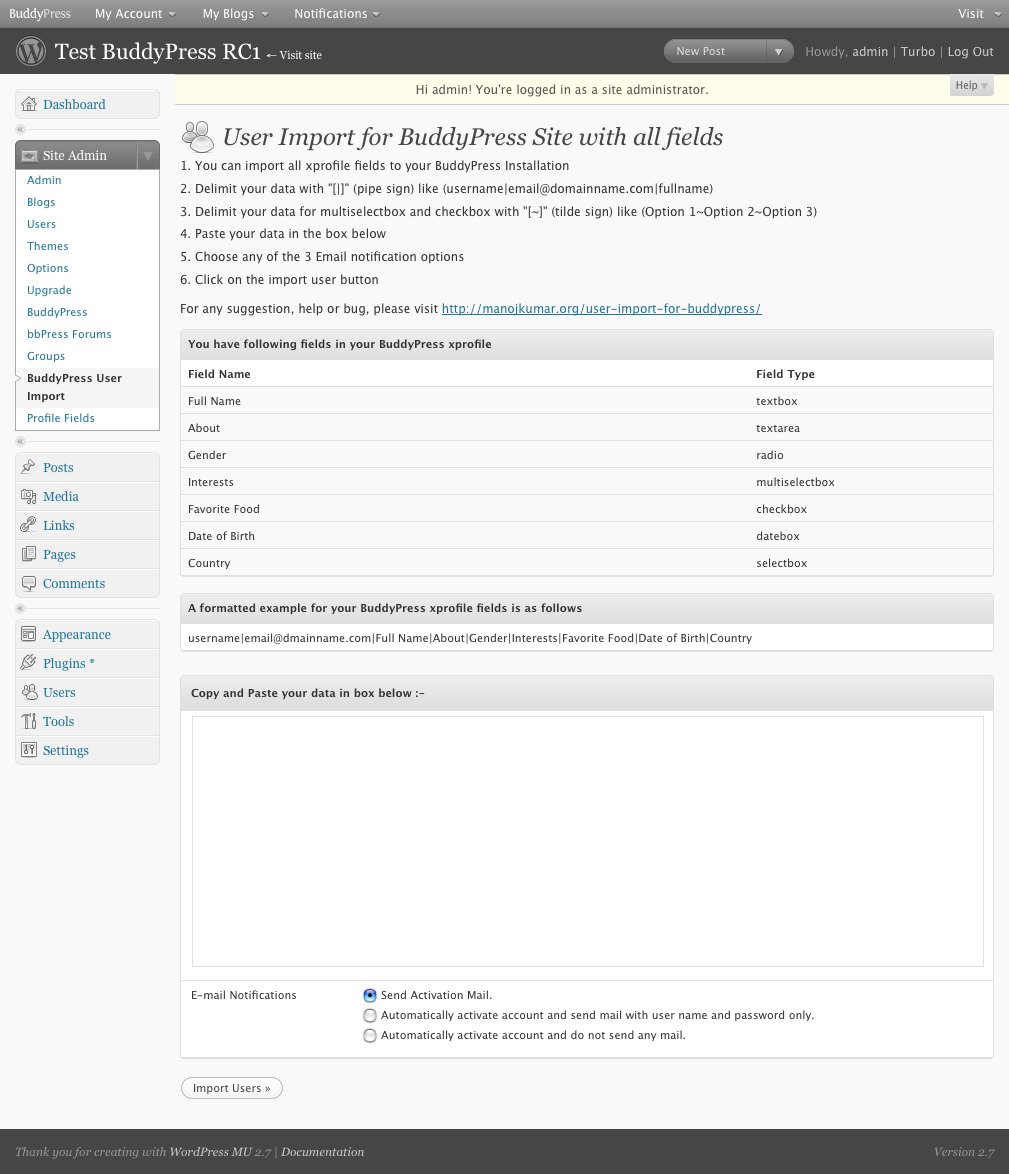 BuddyPress My Account My Blogs Notifications Visit
Test BuddyPress RC1 ← Visit site New Post Howdy, admin | Turbo | Log Out
Hi admin! You're logged in as a site administrator. Help
Dashboard
«
Site Admin
Admin
Blogs
Users
Themes
Options
Upgrade
BuddyPress
bbPress Forums
Groups
BuddyPress User
Import
Profile Fields
«
Posts
Media
Links
Pages
Comments
«
Appearance
Plugins *
Users
Tools
Settings
User Import for BuddyPress Site with all fields
1. You can import all xprofile fields to your BuddyPress Installation
2. Delimit your data with "[|]" (pipe sign) like (username|email@domainname.com|fullname)
3. Delimit your data for multiselectbox and checkbox with "[~]" (tilde sign) like (Option 1~Option 2~Option 3)
4. Paste your data in the box below
5. Choose any of the 3 Email notification options
6. Click on the import user button
For any suggestion, help or bug, please visit http://manojkumar.org/user-import-for-buddypress/
You have following fields in your BuddyPress xprofile
Field Name Field Type
Full Name textbox
About textarea
Gender radio
Interests multiselectbox
Favorite Food checkbox
Date of Birth datebox
Country selectbox
A formatted example for your BuddyPress xprofile fields is as follows
username|email@dmainname.com|Full Name|About|Gender|Interests|Favorite Food|Date of Birth|Country
Copy and Paste your data in box below :-
E-mail Notifications Send Activation Mail.
Automatically activate account and send mail with user name and password only.
Automatically activate account and do not send any mail.
Import Users »
Thank you for creating with WordPress MU 2.7 | Documentation Version 2.7